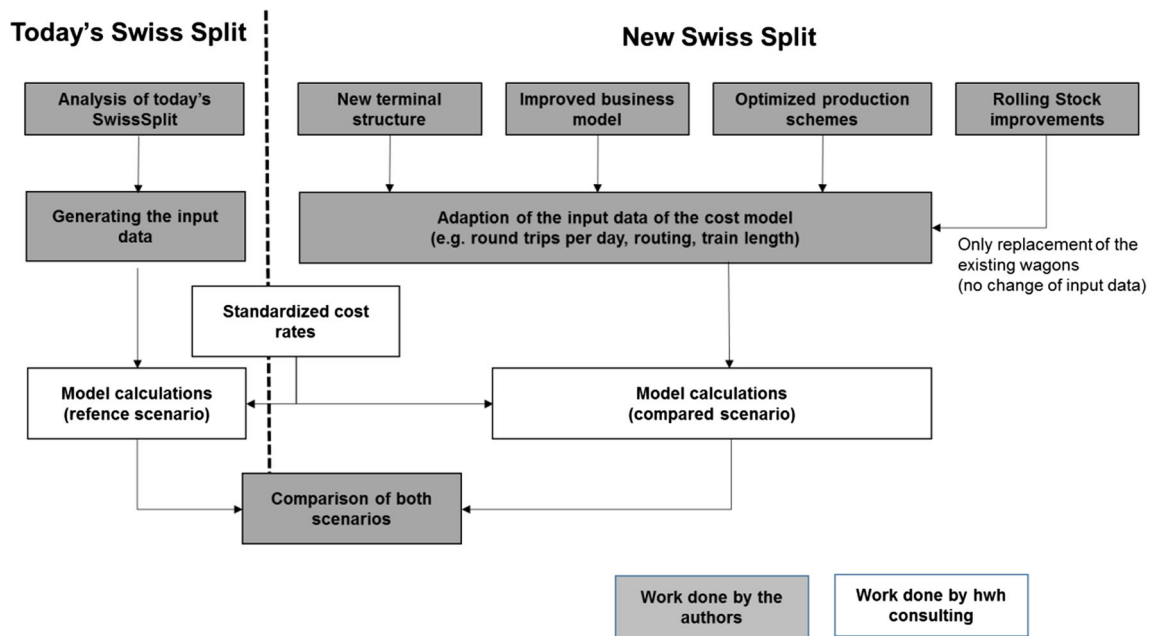 Today's Swiss Split
New Swiss Split
Analysis of today's
SwissSplit
New terminal
structure
Improved business
model
Optimized production
schemes
Rolling Stock
improvements
Generating the input
data
Adaption of the input data of the cost model
(e.g. round trips per day, routing, train length)
Only replacement of the
existing wagons
(no change of input data)
Standardized cost
rates
Model calculations
(refence scenario)
Model calculations
(compared scenario)
Comparison of both
scenarios
Work done by the
authors
Work done by hwh
consulting